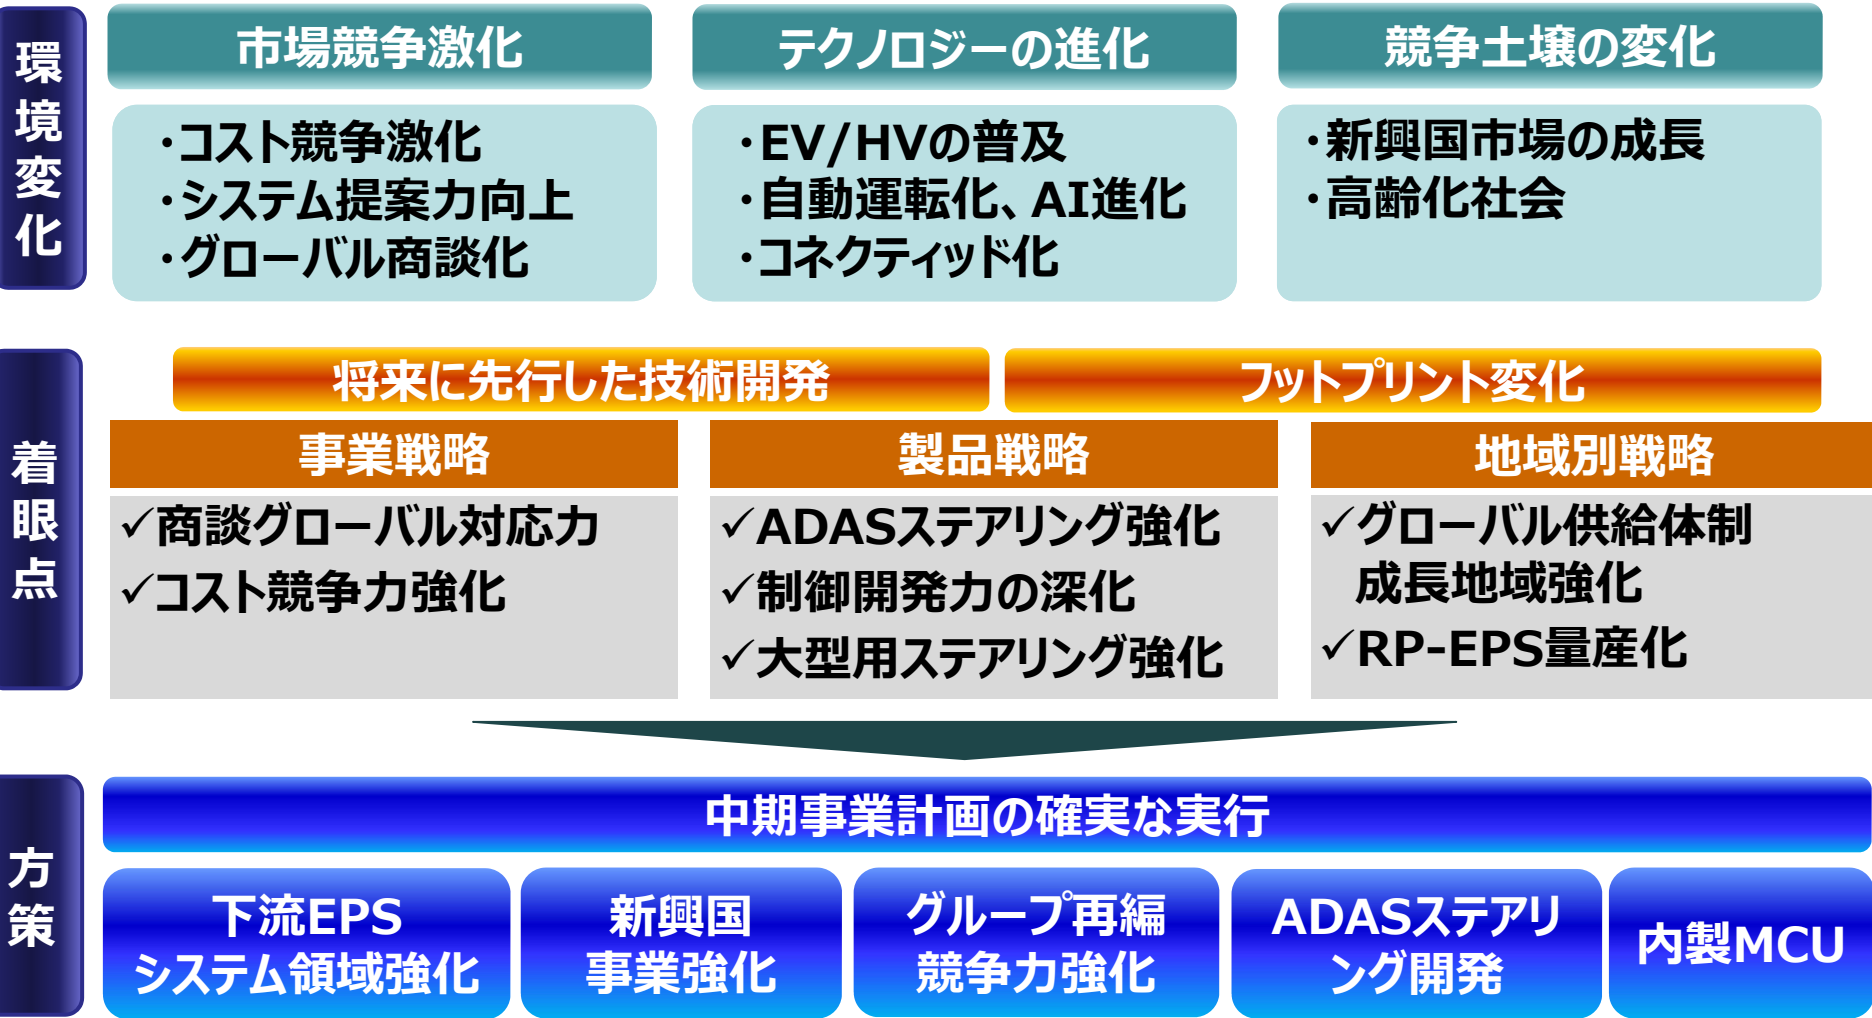 環境変化
市場競争激化
・コスト競争激化
・システム提案力向上
・グローバル商談化
テクノロジーの進化
・EV/HVの普及
・自動運転化、AI進化
・コネクティッド化
競争土壌の変化
・新興国市場の成長
・高齢化社会
着眼点
将来に先行した技術開発
フットプリント変化
事業戦略
✓商談グローバル対応力
✓コスト競争力強化
製品戦略
✓ADASステアリング強化
✓制御開発力の深化
✓大型用ステアリング強化
地域別戦略
✓グローバル供給体制
成長地域強化
✓RP-EPS量産化
方策
中期事業計画の確実な実行
下流EPS
システム領域強化
新興国
事業強化
グループ再編
競争力強化
ADASステアリ
ング開発
内製MCU